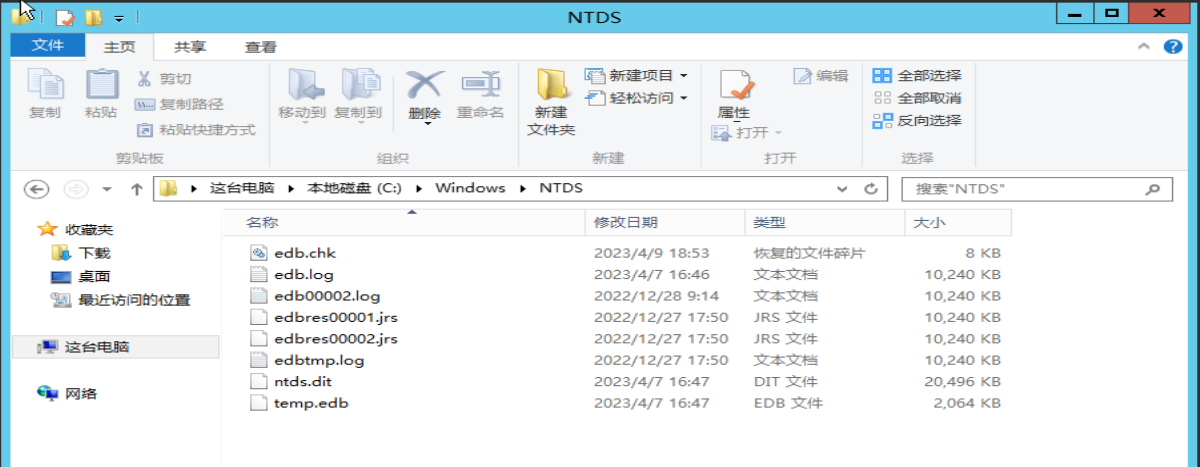 NTDS
文件 主页 共享 查看
复制 粘贴 剪切 复制路径 粘贴快捷方式
移动到 复制到 删除 重命名
新建文件夹 新建项目 轻松访问
属性 打开 编辑
全部选择 全部取消 反向选择
剪贴板 组织 新建 打开 选择
这台电脑 本地磁盘 (C:) Windows NTDS
搜索"NTDS"
收藏夹
下载
桌面
最近访问的位置
这台电脑
网络
名称 修改日期 类型 大小
edb.chk 2023/4/9 18:53 恢复的文件碎片 8 KB
edb.log 2023/4/7 16:46 文本文档 10,240 KB
edb00002.log 2022/12/28 9:14 文本文档 10,240 KB
edbres00001.jrs 2022/12/27 17:50 JRS 文件 10,240 KB
edbres00002.jrs 2022/12/27 17:50 JRS 文件 10,240 KB
edbtmp.log 2022/12/27 17:50 文本文档 10,240 KB
ntds.dit 2023/4/7 16:47 DIT 文件 20,496 KB
temp.edb 2023/4/7 16:47 EDB 文件 2,064 KB